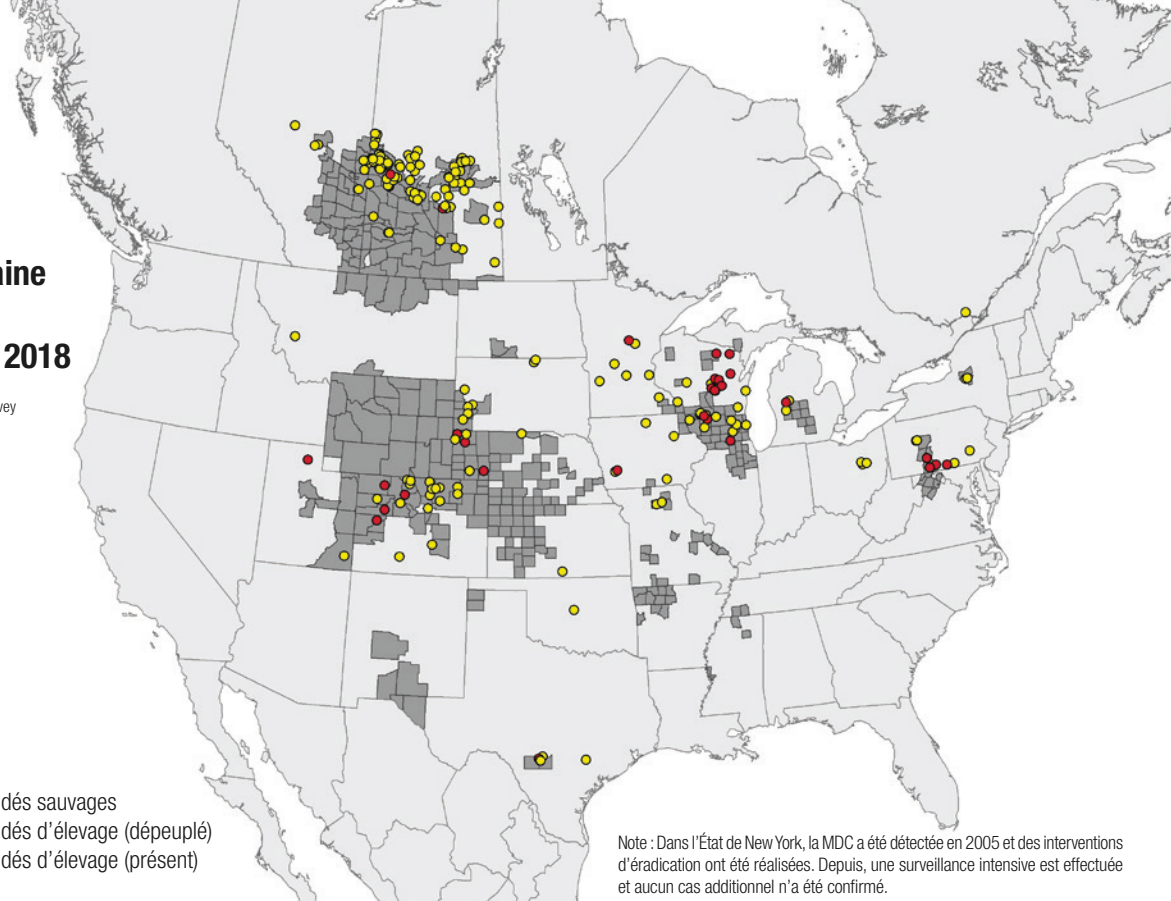 aine
2018
vey
dés sauvages
dés d'élevage (dépeuplé)
dés d'élevage (présent)
Note : Dans l'État de New York, la MDC a été détectée en 2005 et des interventions
d'éradication ont été réalisées. Depuis, une surveillance intensive est effectuée
et aucun cas additionnel n'a été confirmé.